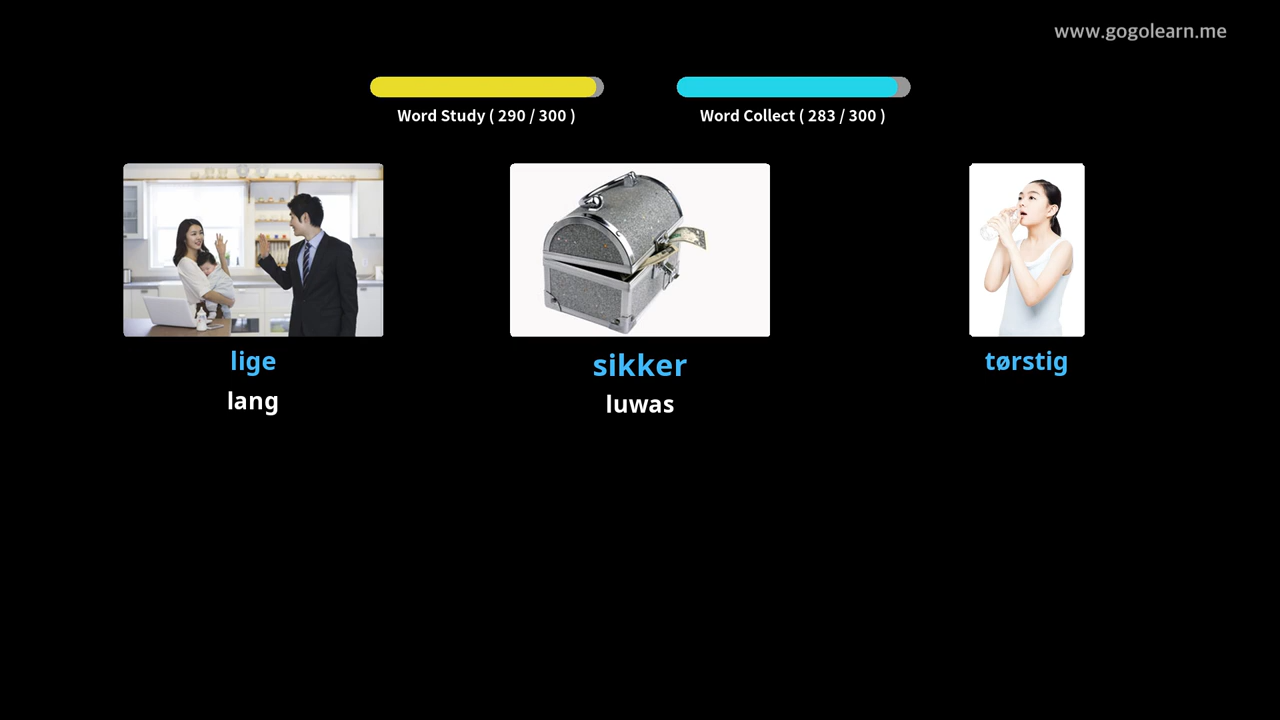 www.gogolearn.me
Word Study ( 290 / 300 )
Word Collect ( 283 / 300 )
lige
lang
sikker
luwas
tørstig